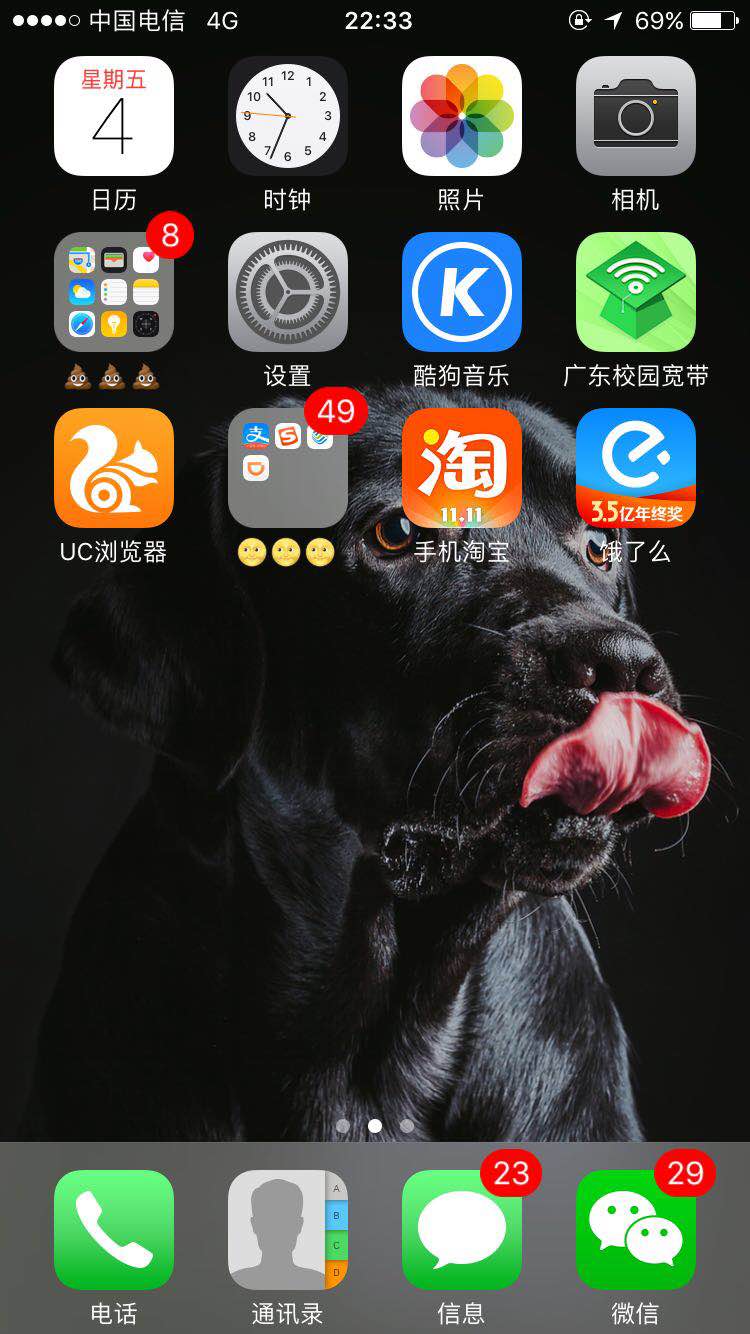 中国电信 4G 22:33 69%
星期五
4
12
11 1
10 2
9 3
8 4
7 5
6
日历 时钟 照片 相机
8
K
💩💩💩 设置 酷狗音乐 广东校园宽带
49
支
淘
11.11
3.5亿年终奖
UC浏览器 🌝🌝🌝 手机淘宝 饿了么
23 29
A
B
C
D
电话 通讯录 信息 微信